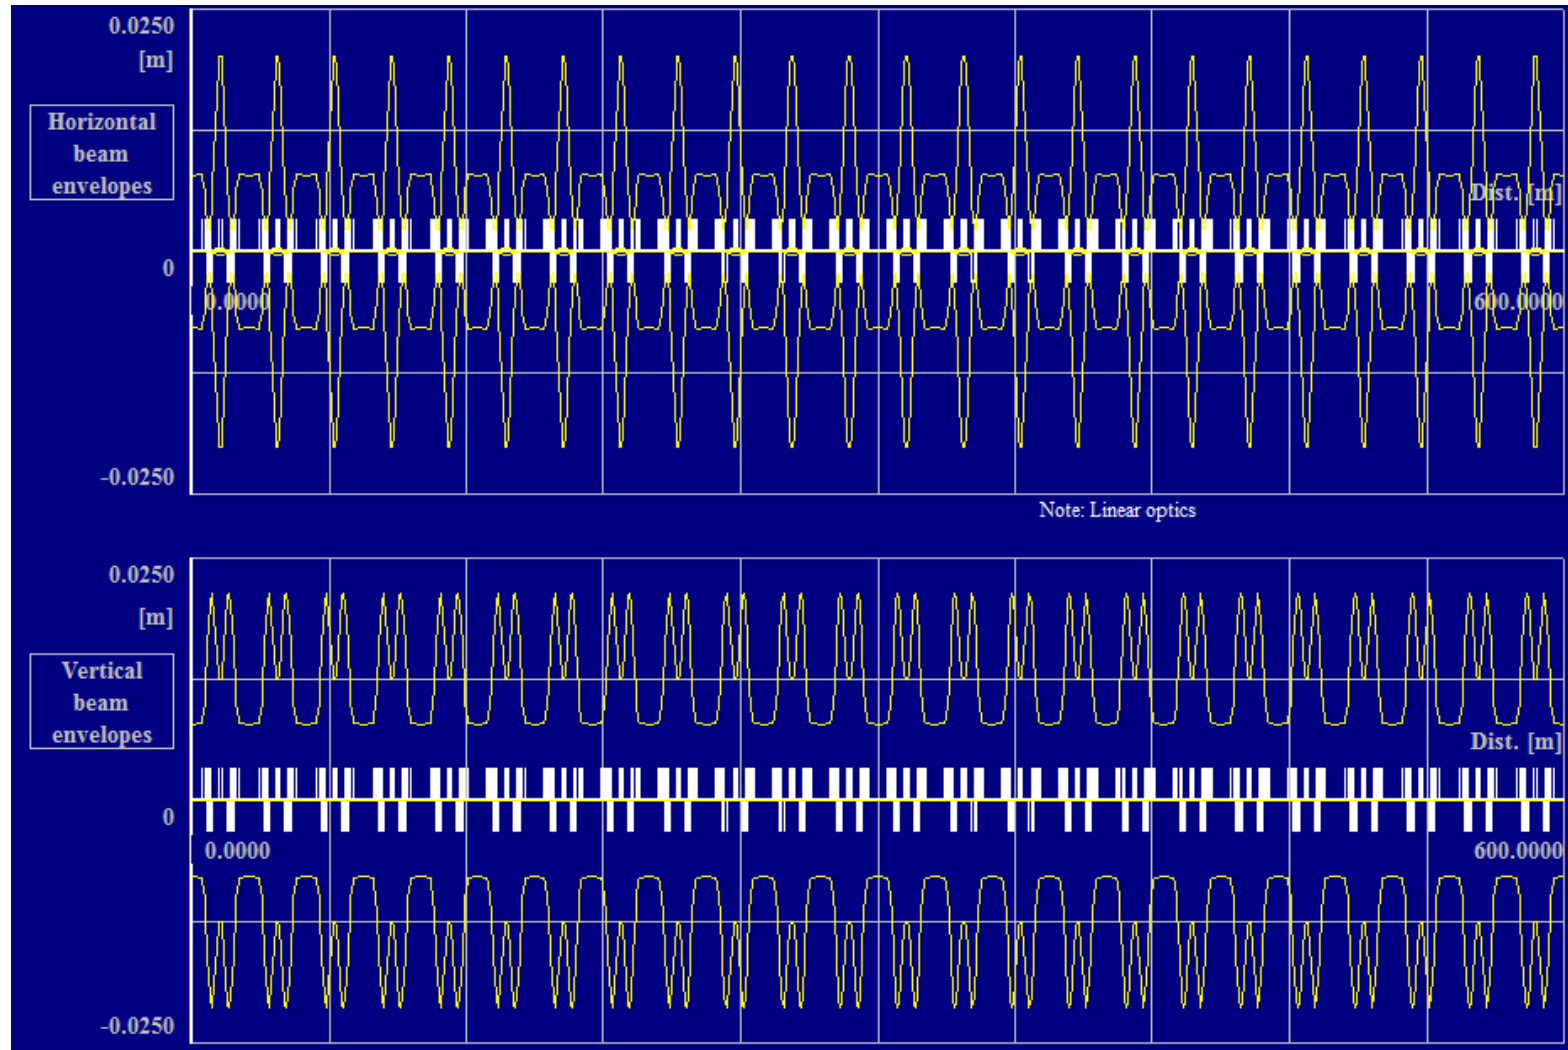 0.0250
[m]
Horizontal
beam
envelopes
Dist. [m]
0
0.0000
600.0000
-0.0250
Note: Linear optics
0.0250
[m]
Vertical
beam
envelopes
Dist. [m]
0
0.0000
600.0000
-0.0250